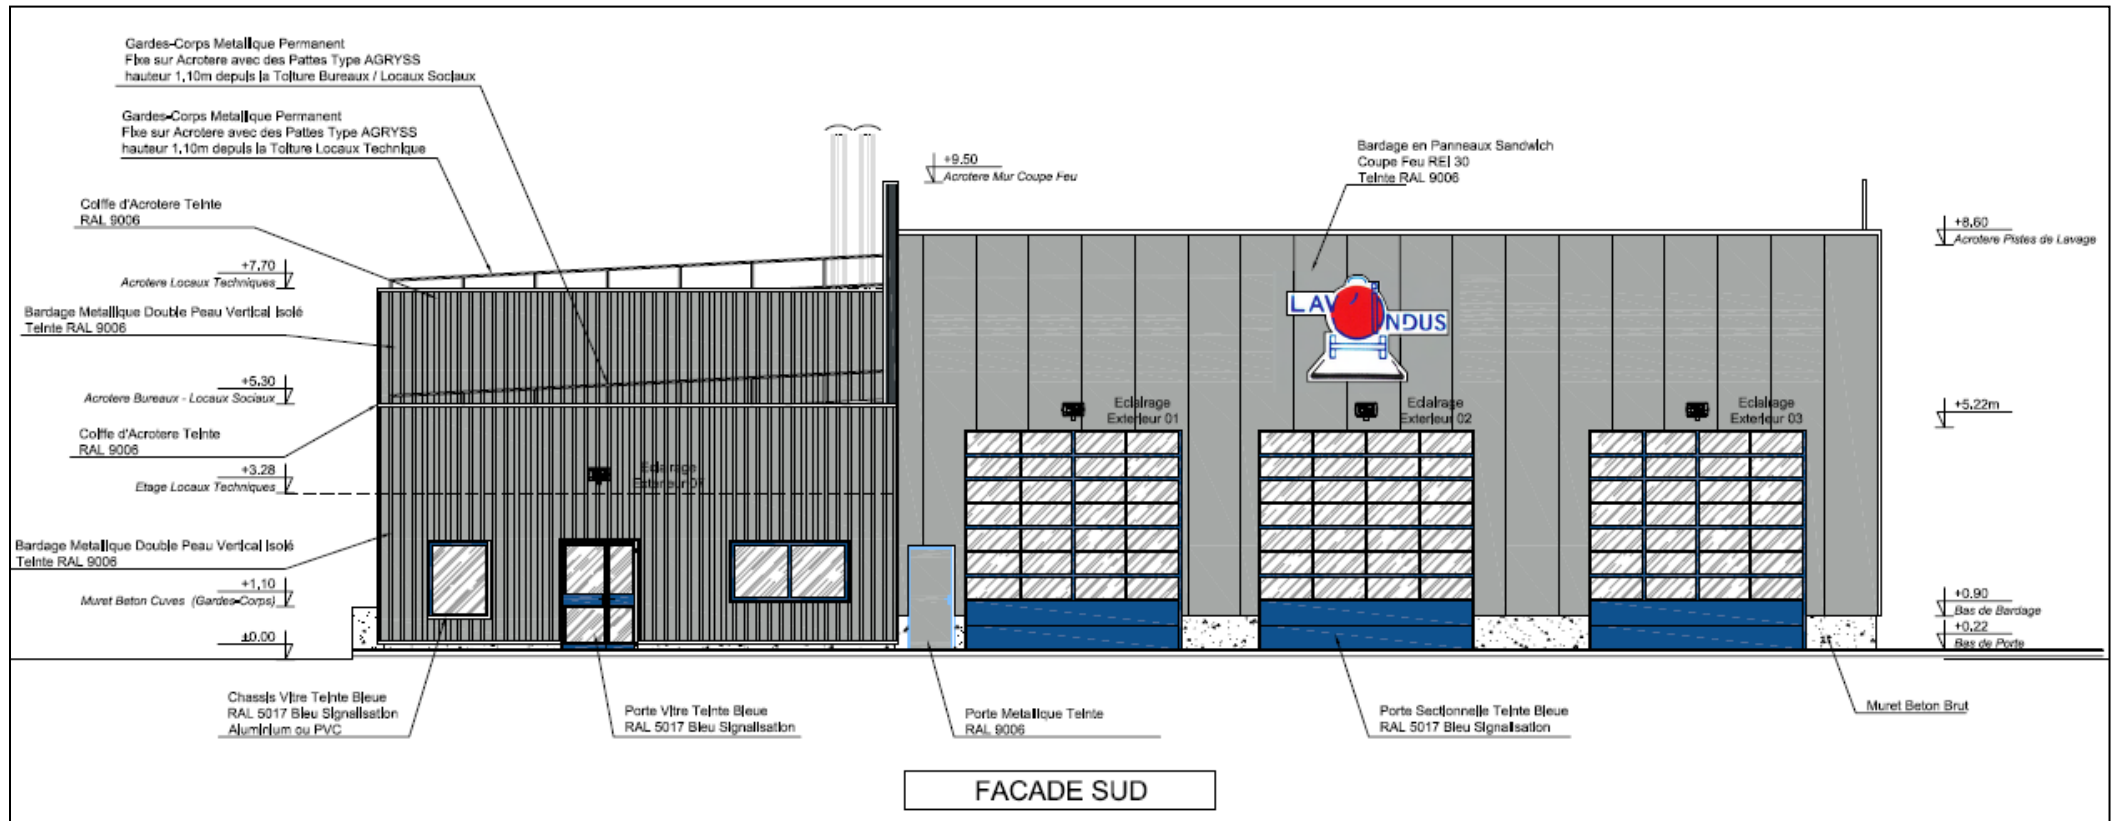 Gardes-Corps Metallique Permanent
Fixe sur Acrotere avec des Pattes Type AGRYSS
hauteur 1,10m depuis la Toiture Bureaux / Locaux Sociaux
Gardes-Corps Metallique Permanent
Fixe sur Acrotere avec des Pattes Type AGRYSS
hauteur 1,10m depuis la Toiture Locaux Technique
Coiffe d'Acrotere Teinte
RAL 9006
+7,70
Acrotere Locaux Techniques
Bardage Metallique Double Peau Vertical Isolé
Teinte RAL 9006
+5.30
Acrotere Bureaux - Locaux Sociaux
Coiffe d'Acrotere Teinte
RAL 9006
+3.28
Etage Locaux Techniques
Bardage Metallique Double Peau Vertical Isolé
Teinte RAL 9006
+1,10
Muret Beton Cuves (Gardes-Corps)
±0.00
+9.50
Acrotere Mur Coupe Feu
Bardage en Panneaux Sandwich
Coupe Feu REI 30
Teinte RAL 9006
+8.60
Acrotere Pistes de Lavage
LAV'
NDUS
+5,22m
Eclairage
Exterieur 01
Eclairage
Exterieur 02
Eclairage
Exterieur 03
Eclairage
Exterieur 07
+0.90
Bas de Bardage
+0.22
Bas de Porte
Chassis Vitre Teinte Bleue
RAL 5017 Bleu Signalisation
Aluminium ou PVC
Porte Vitre Teinte Bleue
RAL 5017 Bleu Signalisation
Porte Metallique Teinte
RAL 9006
Porte Sectionnelle Teinte Bleue
RAL 5017 Bleu Signalisation
Muret Beton Brut
FACADE SUD